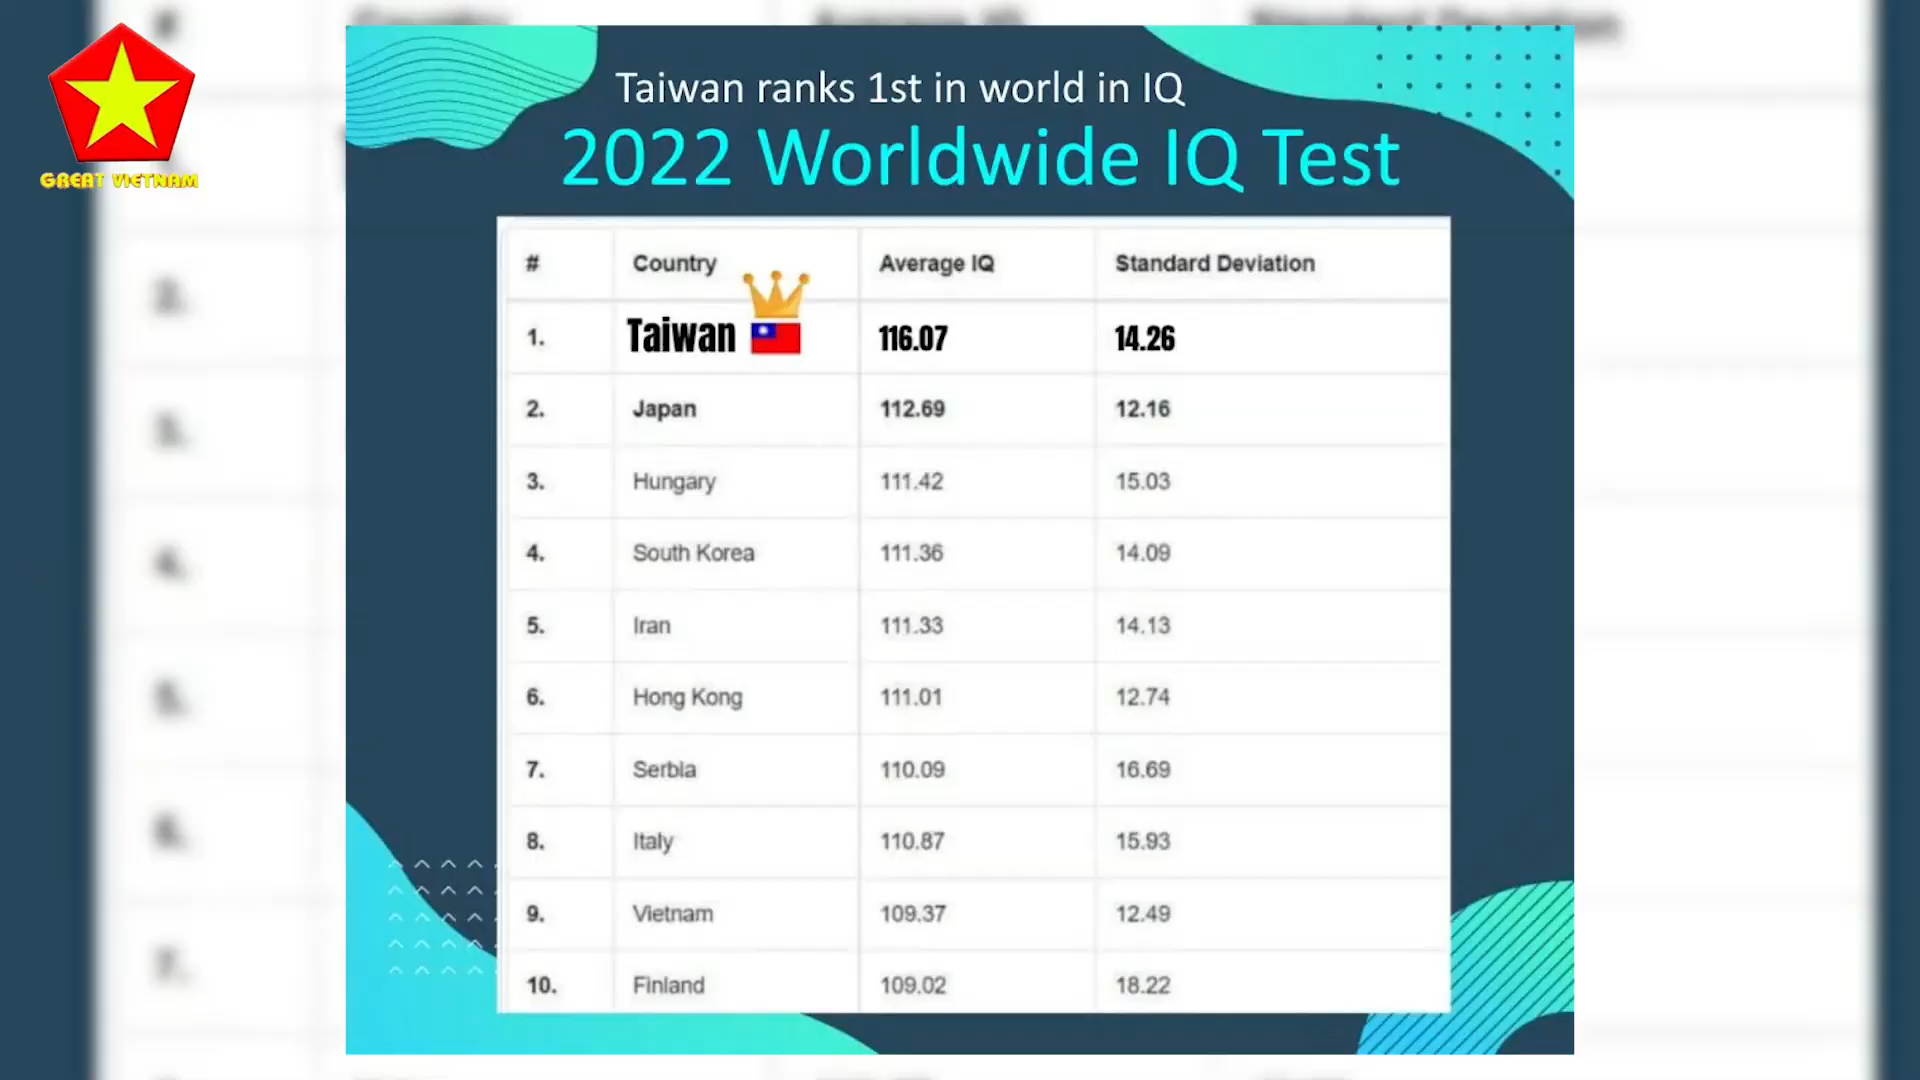 GREAT VIETNAM
Taiwan ranks 1st in world in IQ
2022 Worldwide IQ Test
# Country Average IQ Standard Deviation
1. Taiwan 116.07 14.26
2. Japan 112.69 12.16
3. Hungary 111.42 15.03
4. South Korea 111.36 14.09
5. Iran 111.33 14.13
6. Hong Kong 111.01 12.74
7. Serbia 110.09 16.69
8. Italy 110.87 15.93
9. Vietnam 109.37 12.49
10. Finland 109.02 18.22